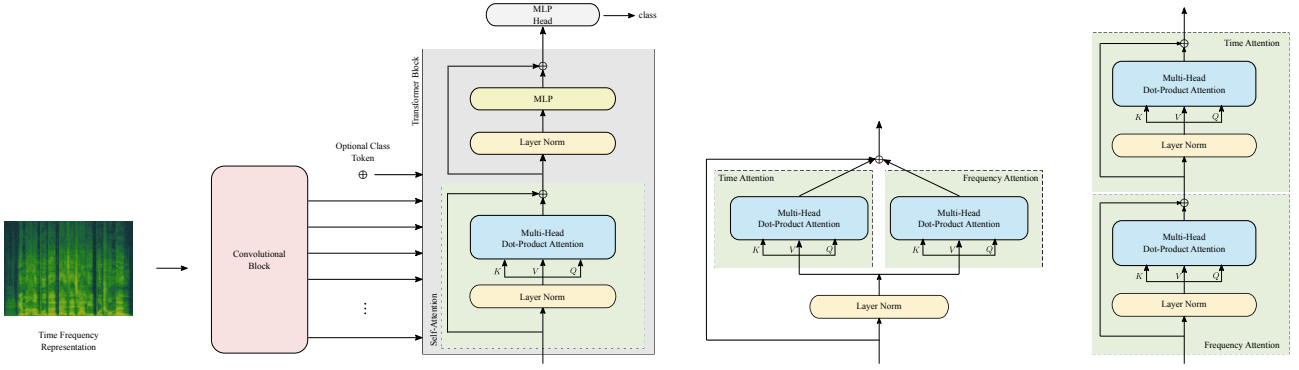 MLP
Head
class
Transformer Block
MLP
Layer Norm
Optional Class
Token
Convolutional
Block
Time Frequency
Representation
Self-Attention
Multi-Head
Dot-Product Attention
K
V
Q
Layer Norm
Time Attention
Frequency Attention
Multi-Head
Dot-Product Attention
K
V
Q
Multi-Head
Dot-Product Attention
K
V
Q
Layer Norm
Time Attention
Multi-Head
Dot-Product Attention
K
V
Q
Layer Norm
Multi-Head
Dot-Product Attention
K
V
Q
Layer Norm
Frequency Attention